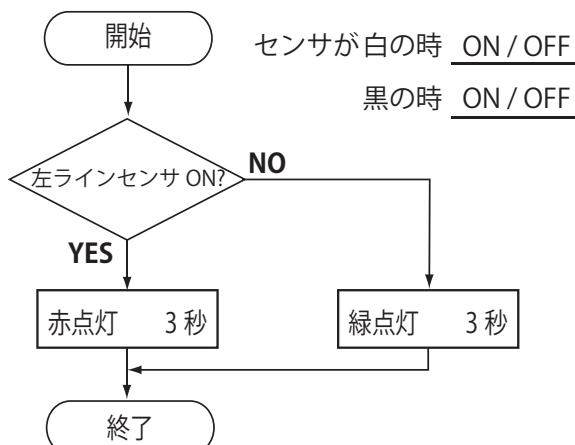 開始
センサが白の時 ON / OFF
黒の時 ON / OFF
左ラインセンサ ON?
NO
YES
赤点灯 3 秒
緑点灯 3 秒
終了